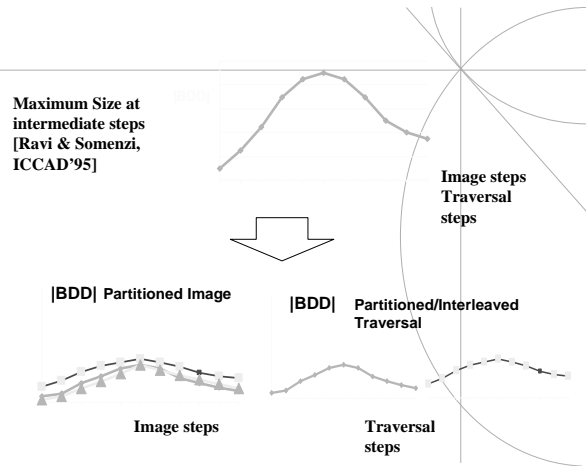 |BDD|
Maximum Size at
intermediate steps
[Ravi & Somenzi,
ICCAD'95]
Image steps
Traversal
steps
|BDD| Partitioned Image
|BDD| Partitioned/Interleaved
Traversal
Image steps
Traversal
steps